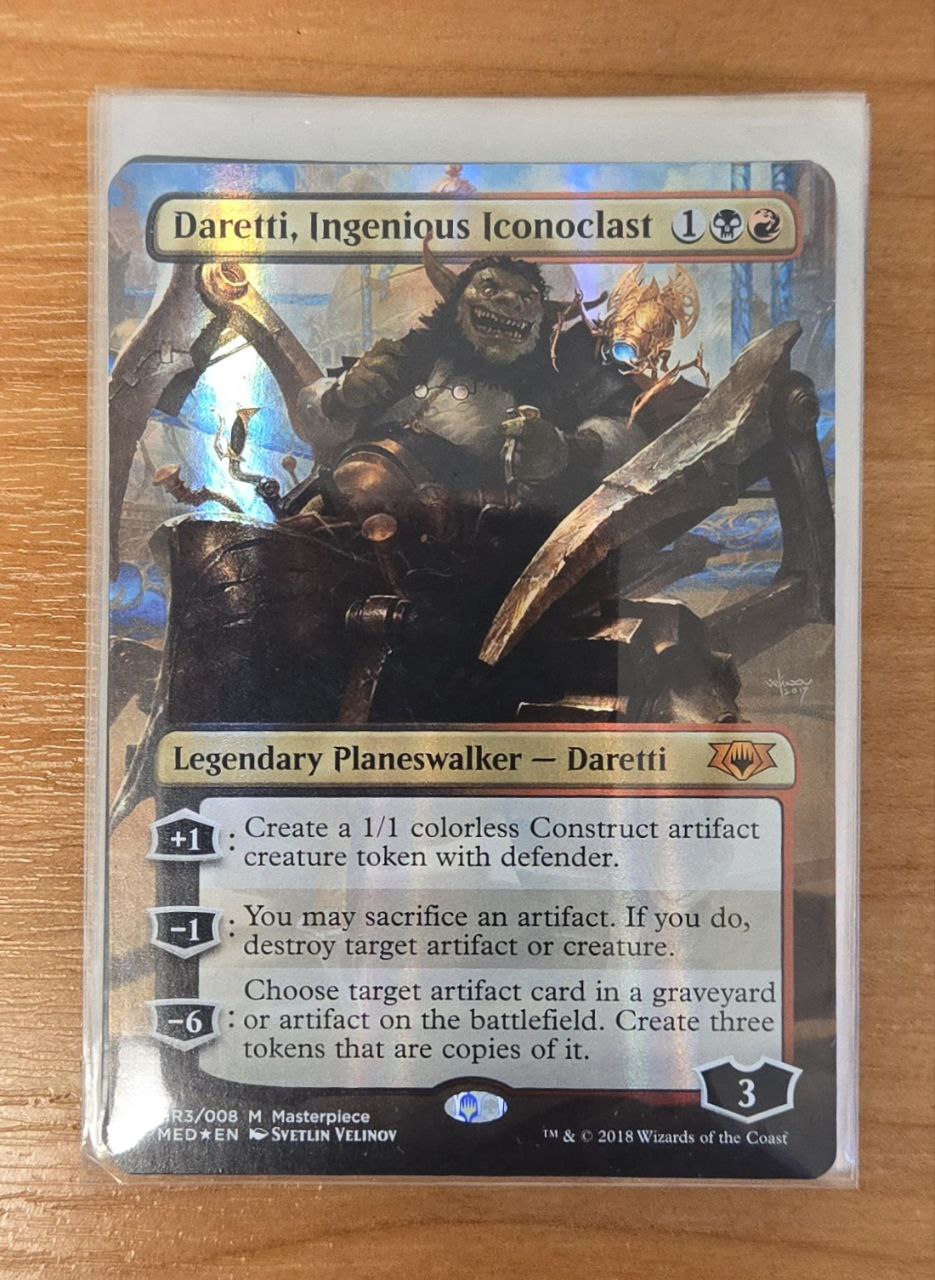 Daretti, Ingenious Iconoclast 1
Legendary Planeswalker — Daretti
+1 : Create a 1/1 colorless Construct artifact
creature token with defender.
−1 : You may sacrifice an artifact. If you do,
destroy target artifact or creature.
Choose target artifact card in a graveyard
−6 : or artifact on the battlefield. Create three
tokens that are copies of it.
3
R3/008 M Masterpiece
MED★EN SVETLIN VELINOV
™ & © 2018 Wizards of the Coast